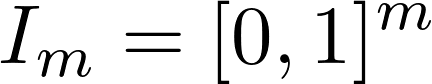 I_m = [0, 1]^m